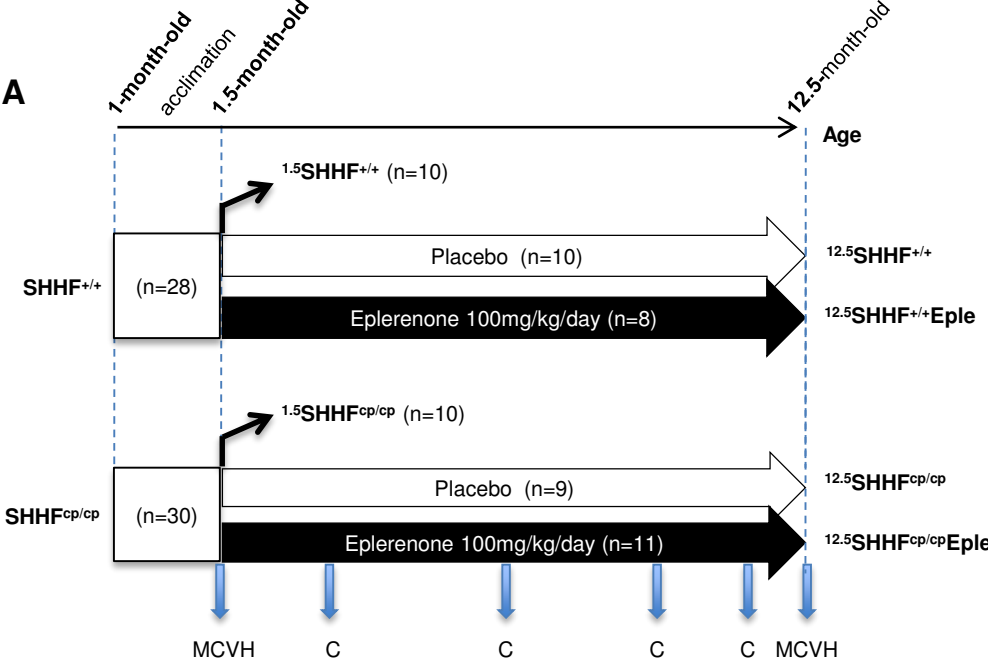 A
1-month-old
acclimation
1.5-month-old
12.5-month-old
Age
1.5SHHF+/+ (n=10)
Placebo (n=10)
12.5SHHF+/+
SHHF+/+
(n=28)
Eplerenone 100mg/kg/day (n=8)
12.5SHHF+/+Eple
1.5SHHFcp/cp (n=10)
Placebo (n=9)
12.5SHHFcp/cp
SHHFcp/cp
(n=30)
Eplerenone 100mg/kg/day (n=11)
12.5SHHFcp/cpEple
MCVH C C C C MCVH